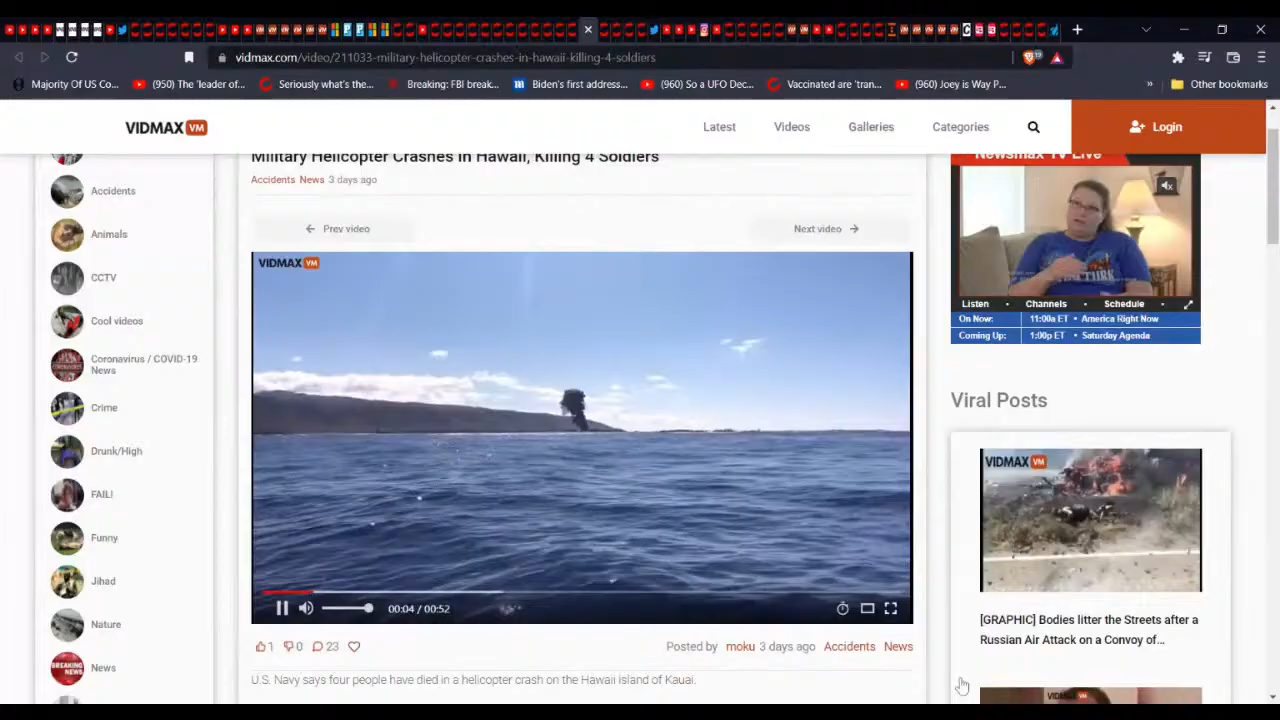 vidmax.com/video/211033-military-helicopter-crashes-in-hawaii-killing-4-soldiers
19
Majority Of US Co...
(950) The 'leader of...
Seriously what's the...
Breaking: FBI break...
Biden's first address...
(960) So a UFO Dec...
Vaccinated are 'tran...
(960) Joey is Way P...
»
Other bookmarks
VIDMAX VM
Latest
Videos
Galleries
Categories
Login
Military Helicopter Crashes in Hawaii, Killing 4 Soldiers
Accidents News 3 days ago
Prev video
Next video
Accidents
Animals
CCTV
Cool videos
Coronavirus / COVID-19
News
Crime
Drunk/High
FAIL!
Funny
Jihad
Nature
BREAKING
NEWS
News
VIDMAX VM
00:04 / 00:52
1
0
23
Posted by moku 3 days ago Accidents News
U.S. Navy says four people have died in a helicopter crash on the Hawaii island of Kauai.
Newsmax TV Live
Listen
Channels
Schedule
On Now: 11:00a ET • America Right Now
Coming Up: 1:00p ET • Saturday Agenda
Viral Posts
VIDMAX VM
[GRAPHIC] Bodies litter the Streets after a
Russian Air Attack on a Convoy of...
VIDMAX VM